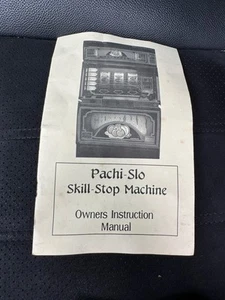 Pachi-Slo
Skill-Stop Machine
Owners Instruction
Manual